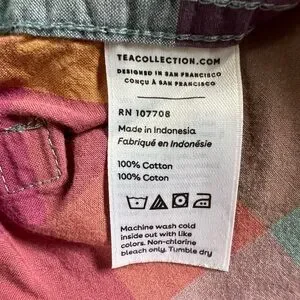 TEACOLLECTION.COM
DESIGNED IN SAN FRANCISCO
CONÇU À SAN FRANCISCO
RN 107708
Made in Indonesia
Fabriqué en Indonésie
100% Cotton
100% Coton
Machine wash cold
inside out with like
colors. Non-chlorine
bleach only. Tumble dry